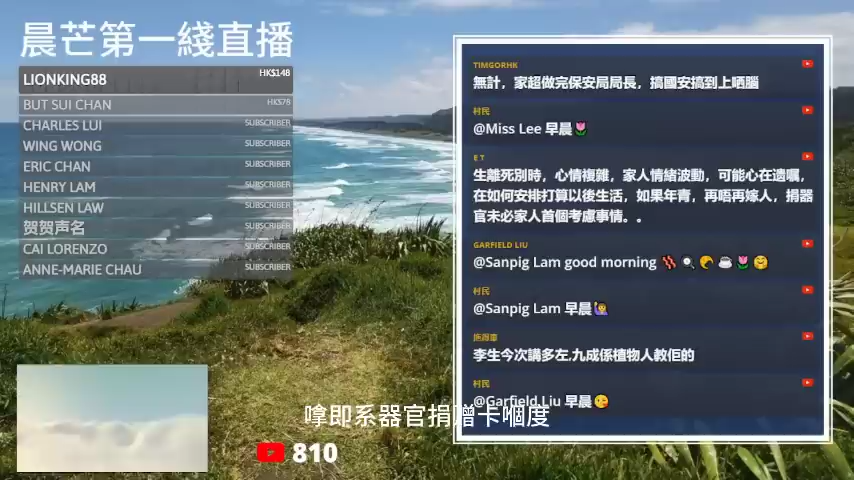 晨芒第一綫直播
LIONKING88 HK$148
BUT SUI CHAN HK$78
CHARLES LUI SUBSCRIBER
WING WONG SUBSCRIBER
ERIC CHAN SUBSCRIBER
HENRY LAM SUBSCRIBER
HILLSEN LAW SUBSCRIBER
贺贺声名 SUBSCRIBER
CAI LORENZO SUBSCRIBER
ANNE-MARIE CHAU SUBSCRIBER
TIMGORHK
無計，家超做完保安局局長，搞國安搞到上哂腦
村民
@Miss Lee 早晨🌷
E T
生離死別時，心情複雜，家人情緒波動，可能心在遺囑，
在如何安排打算以後生活，如果年青，再唔再嫁人，捐器
官未必家人首個考慮事情。。
GARFIELD LIU
@Sanpig Lam good morning 🥓🍳🥐☕🌷🤗
村民
@Sanpig Lam 早晨🙋‍♀️
李生今次講多左,九成係植物人教佢的
村民
@Garfield Liu 早晨😘
嗱即系器官捐赠卡嗰度
810